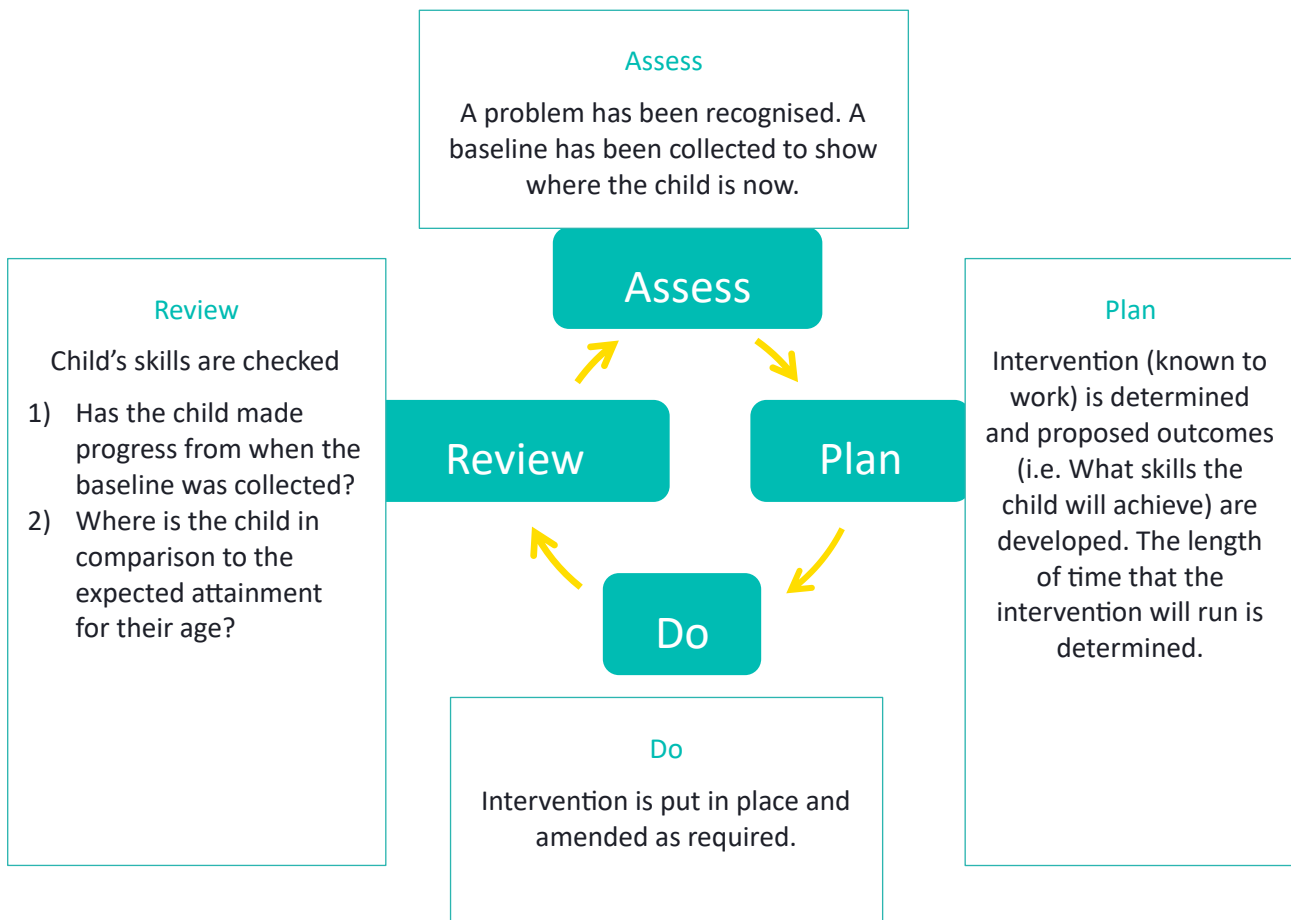 Assess
A problem has been recognised. A
baseline has been collected to show
where the child is now.
Assess
Review
Child’s skills are checked
1) Has the child made
progress from when the
baseline was collected?
2) Where is the child in
comparison to the
expected attainment
for their age?
Review
Plan
Plan
Intervention (known to
work) is determined
and proposed outcomes
(i.e. What skills the
child will achieve) are
developed. The length
of time that the
intervention will run is
determined.
Do
Do
Intervention is put in place and
amended as required.